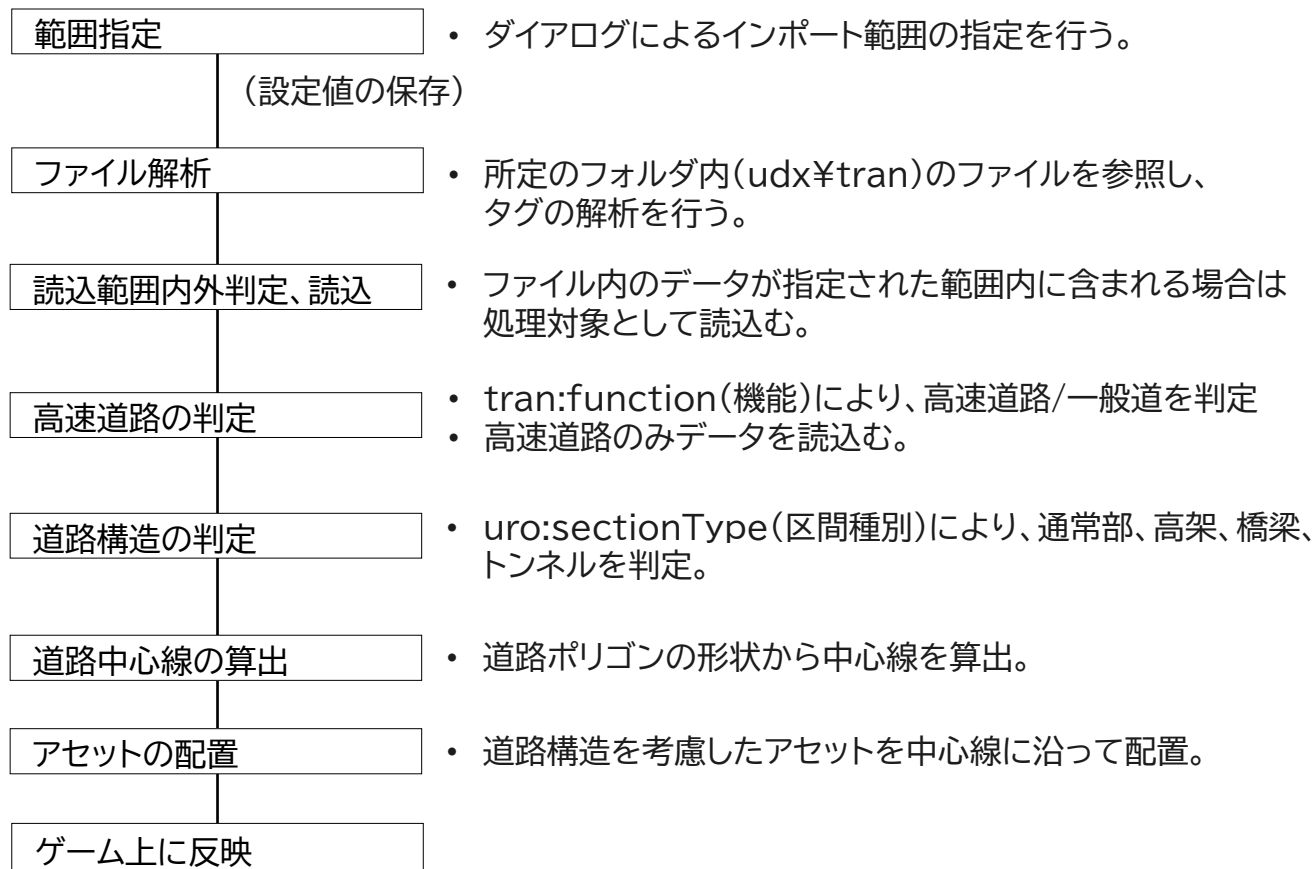 範囲指定
・ ダイアログによるインポート範囲の指定を行う。
（設定値の保存）
ファイル解析
・ 所定のフォルダ内（udx¥tran）のファイルを参照し、
タグの解析を行う。
読込範囲内外判定、読込
・ ファイル内のデータが指定された範囲内に含まれる場合は
処理対象として読込む。
高速道路の判定
・ tran:function（機能）により、高速道路/一般道を判定
・ 高速道路のみデータを読込む。
道路構造の判定
・ uro:sectionType（区間種別）により、通常部、高架、橋梁、
トンネルを判定。
道路中心線の算出
・ 道路ポリゴンの形状から中心線を算出。
アセットの配置
・ 道路構造を考慮したアセットを中心線に沿って配置。
ゲーム上に反映